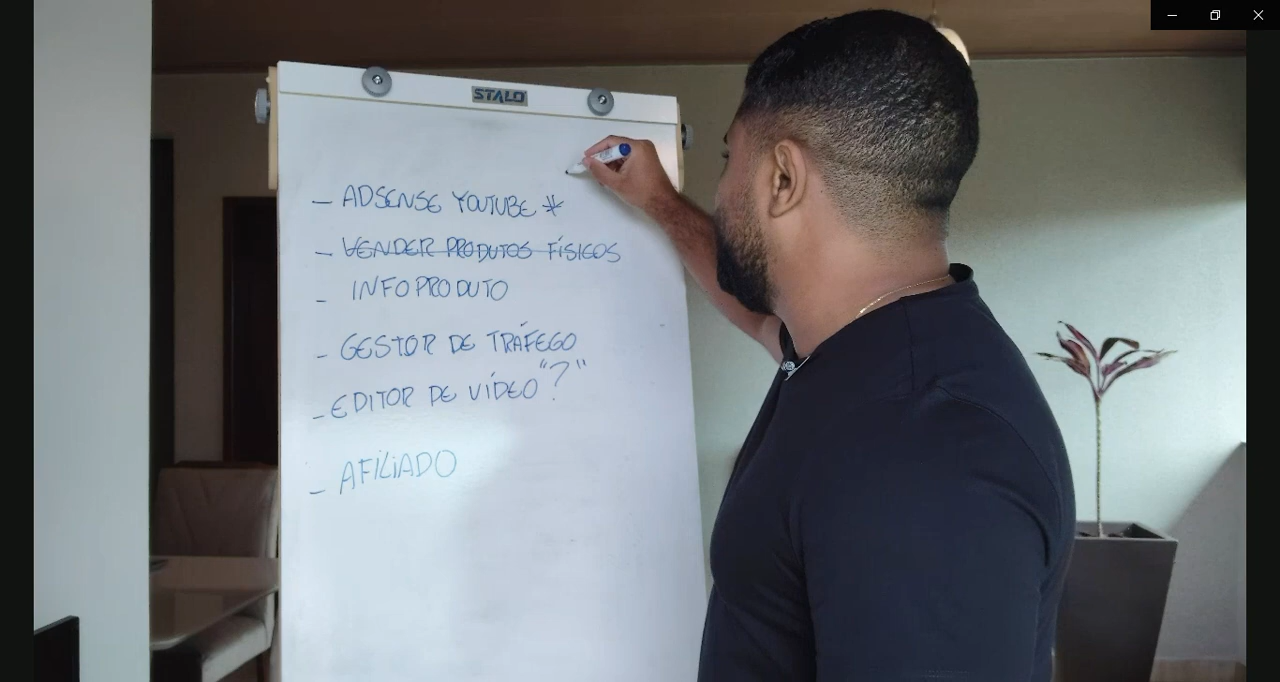 STALO
- ADSENSE YOUTUBE *
- VENDER PRODUTOS FÍSICOS
- INFOPRODUTO
- GESTOR DE TRÁFEGO
- EDITOR DE VÍDEO "?"
- AFILIADO